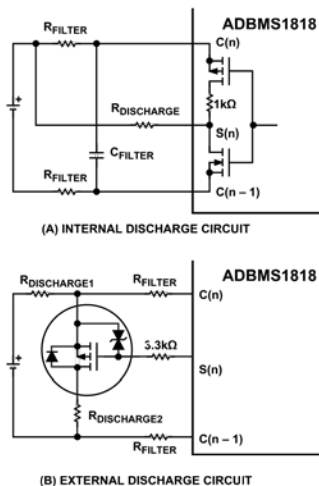 ADBMS1818
RFILTER
C(n)
1kΩ
RDISCHARGE
S(n)
CFILTER
RFILTER
C(n – 1)
(A) INTERNAL DISCHARGE CIRCUIT
ADBMS1818
RDISCHARGE1
RFILTER
C(n)
3.3kΩ
S(n)
RDISCHARGE2
RFILTER
C(n – 1)
(B) EXTERNAL DISCHARGE CIRCUIT